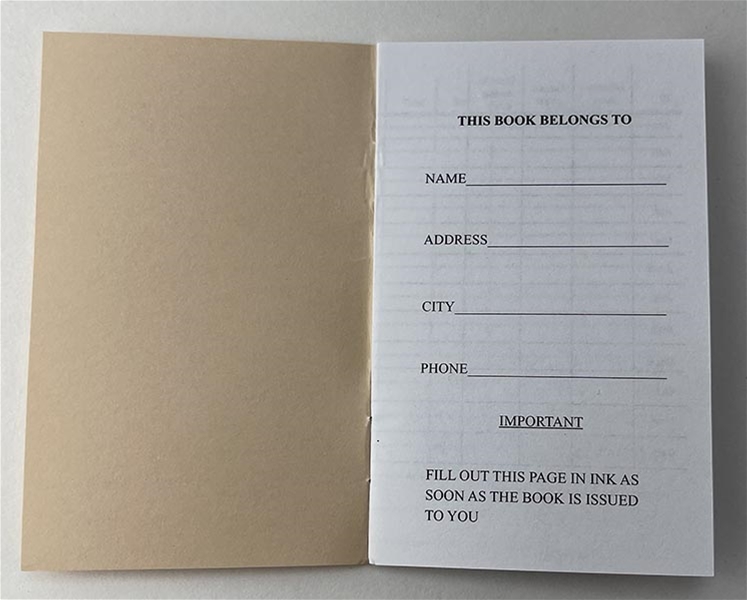 THIS BOOK BELONGS TO
NAME
ADDRESS
CITY
PHONE
IMPORTANT
FILL OUT THIS PAGE IN INK AS
SOON AS THE BOOK IS ISSUED
TO YOU